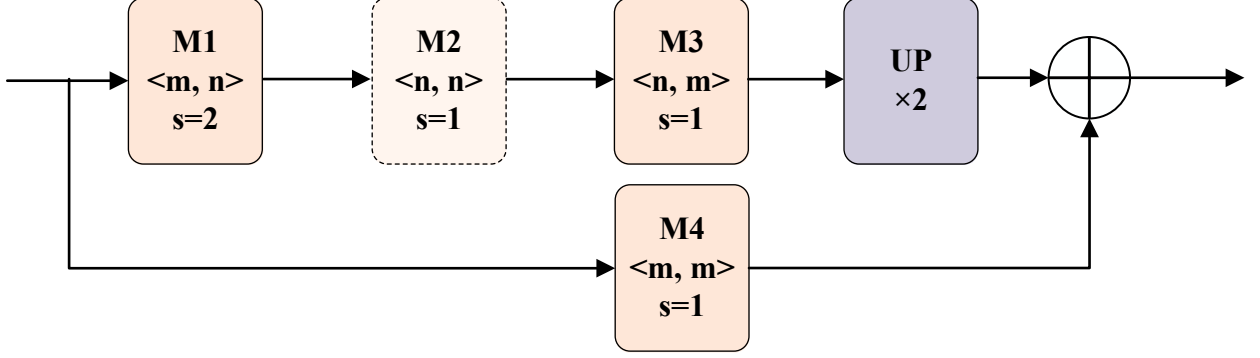 M1
<m, n>
s=2
M2
<n, n>
s=1
M3
<n, m>
s=1
UP
×2
M4
<m, m>
s=1